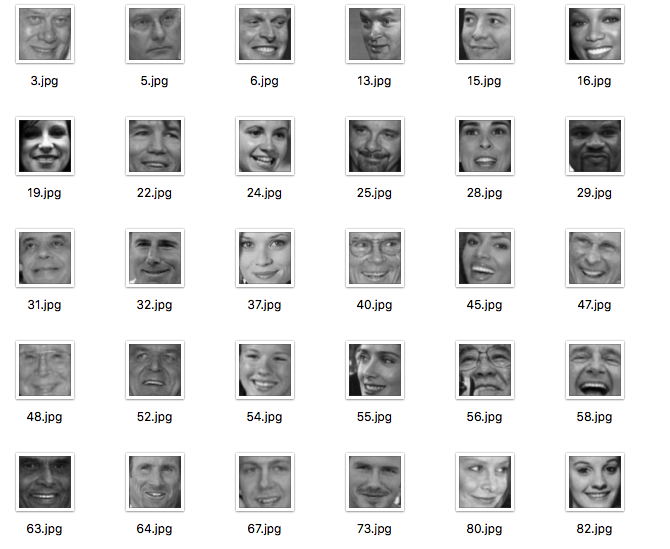 3.jpg 5.jpg 6.jpg 13.jpg 15.jpg 16.jpg
19.jpg 22.jpg 24.jpg 25.jpg 28.jpg 29.jpg
31.jpg 32.jpg 37.jpg 40.jpg 45.jpg 47.jpg
48.jpg 52.jpg 54.jpg 55.jpg 56.jpg 58.jpg
63.jpg 64.jpg 67.jpg 73.jpg 80.jpg 82.jpg